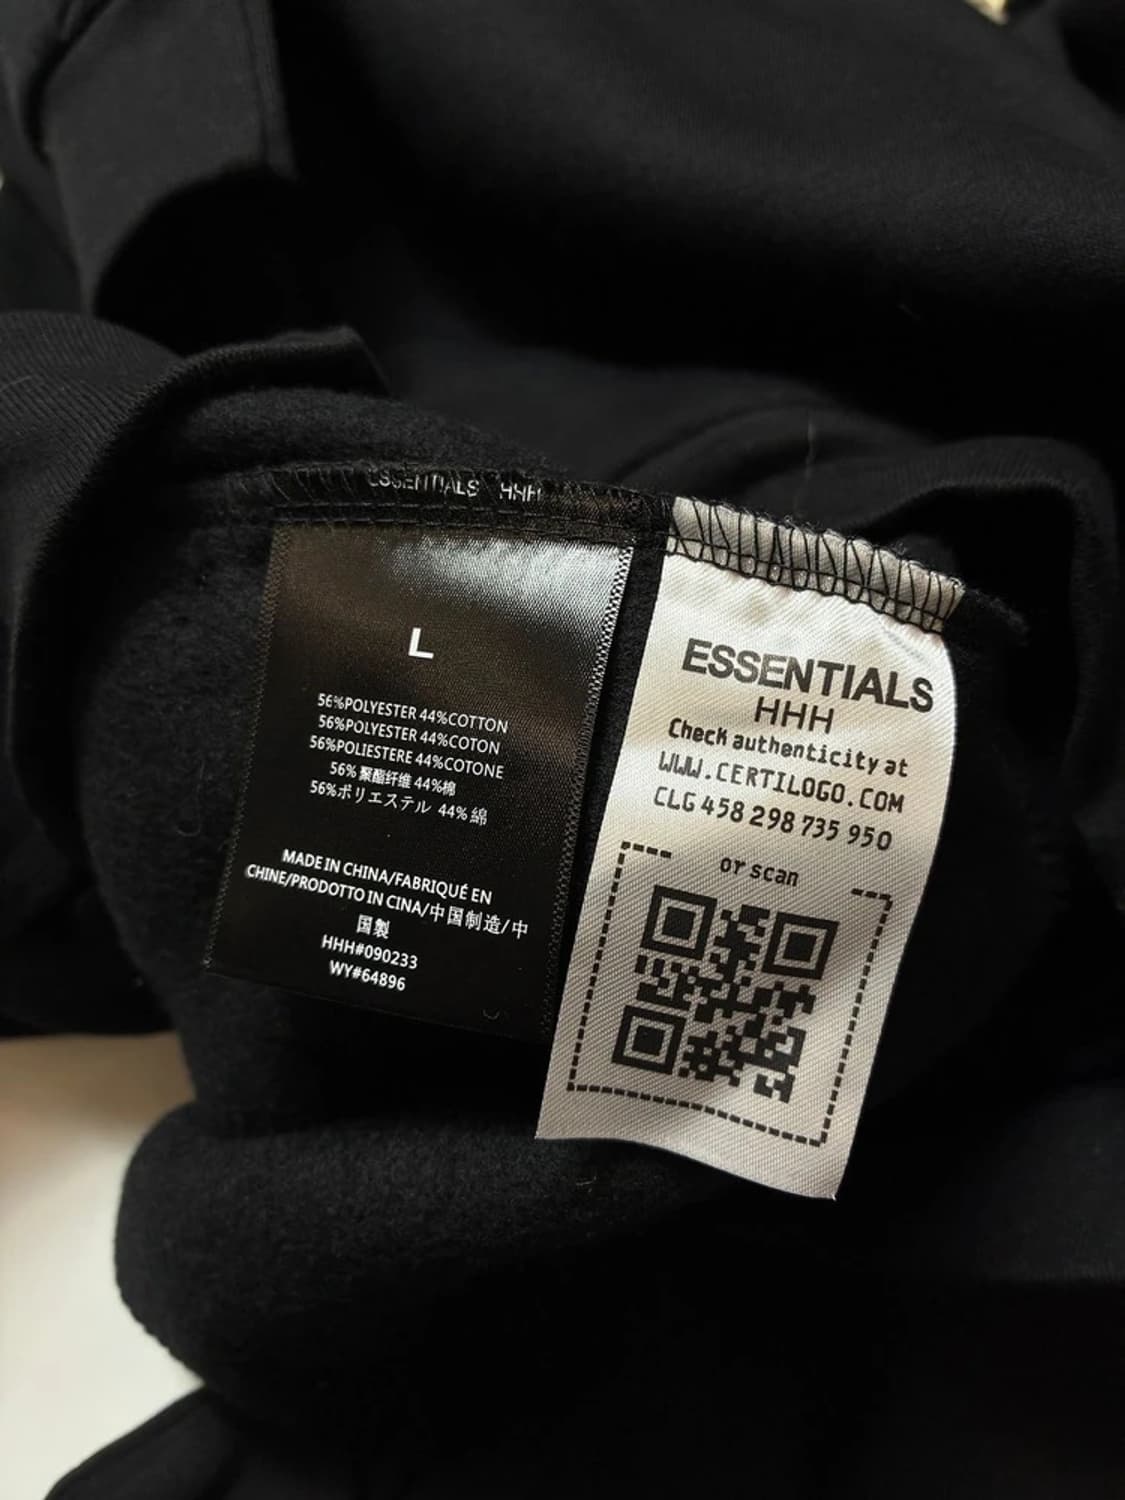 ESSENTIALS HHH
L
56%POLYESTER 44%COTTON
56%POLYESTER 44%COTON
56%POLIESTERE 44%COTONE
56% 聚酯纤维 44%棉
56%ポリエステル 44% 綿
MADE IN CHINA/FABRIQUÉ EN
CHINE/PRODOTTO IN CINA/中国制造/中
国製
HHH#090233
WY#64896
ESSENTIALS
HHH
Check authenticity at
WWW.CERTILOGO.COM
CLG 458 298 735 950
or scan